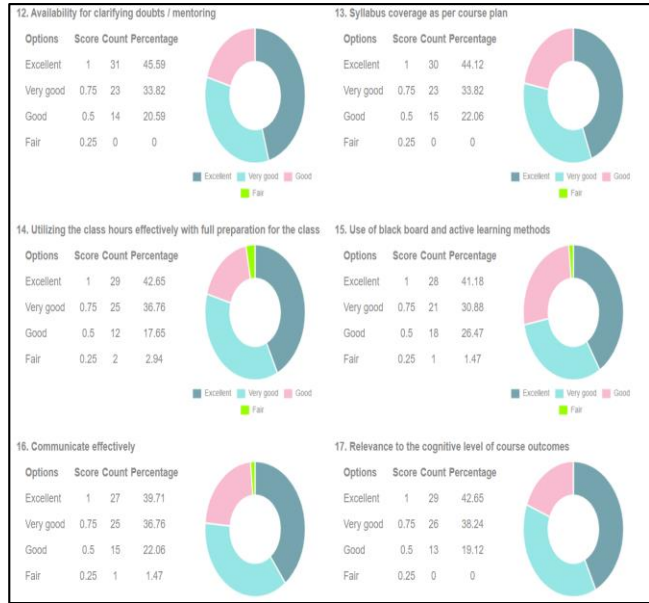 12. Availability for clarifying doubts / mentoring
Options Score Count Percentage
Excellent 1 31 45.59
Very good 0.75 23 33.82
Good 0.5 14 20.59
Fair 0.25 0 0
Excellent Very good Good
Fair
13. Syllabus coverage as per course plan
Options Score Count Percentage
Excellent 1 30 44.12
Very good 0.75 23 33.82
Good 0.5 15 22.06
Fair 0.25 0 0
Excellent Very good Good
Fair
14. Utilizing the class hours effectively with full preparation for the class
Options Score Count Percentage
Excellent 1 29 42.65
Very good 0.75 25 36.76
Good 0.5 12 17.65
Fair 0.25 2 2.94
Excellent Very good Good
Fair
15. Use of black board and active learning methods
Options Score Count Percentage
Excellent 1 28 41.18
Very good 0.75 21 30.88
Good 0.5 18 26.47
Fair 0.25 1 1.47
Excellent Very good Good
Fair
16. Communicate effectively
Options Score Count Percentage
Excellent 1 27 39.71
Very good 0.75 25 36.76
Good 0.5 15 22.06
Fair 0.25 1 1.47
17. Relevance to the cognitive level of course outcomes
Options Score Count Percentage
Excellent 1 29 42.65
Very good 0.75 26 38.24
Good 0.5 13 19.12
Fair 0.25 0 0